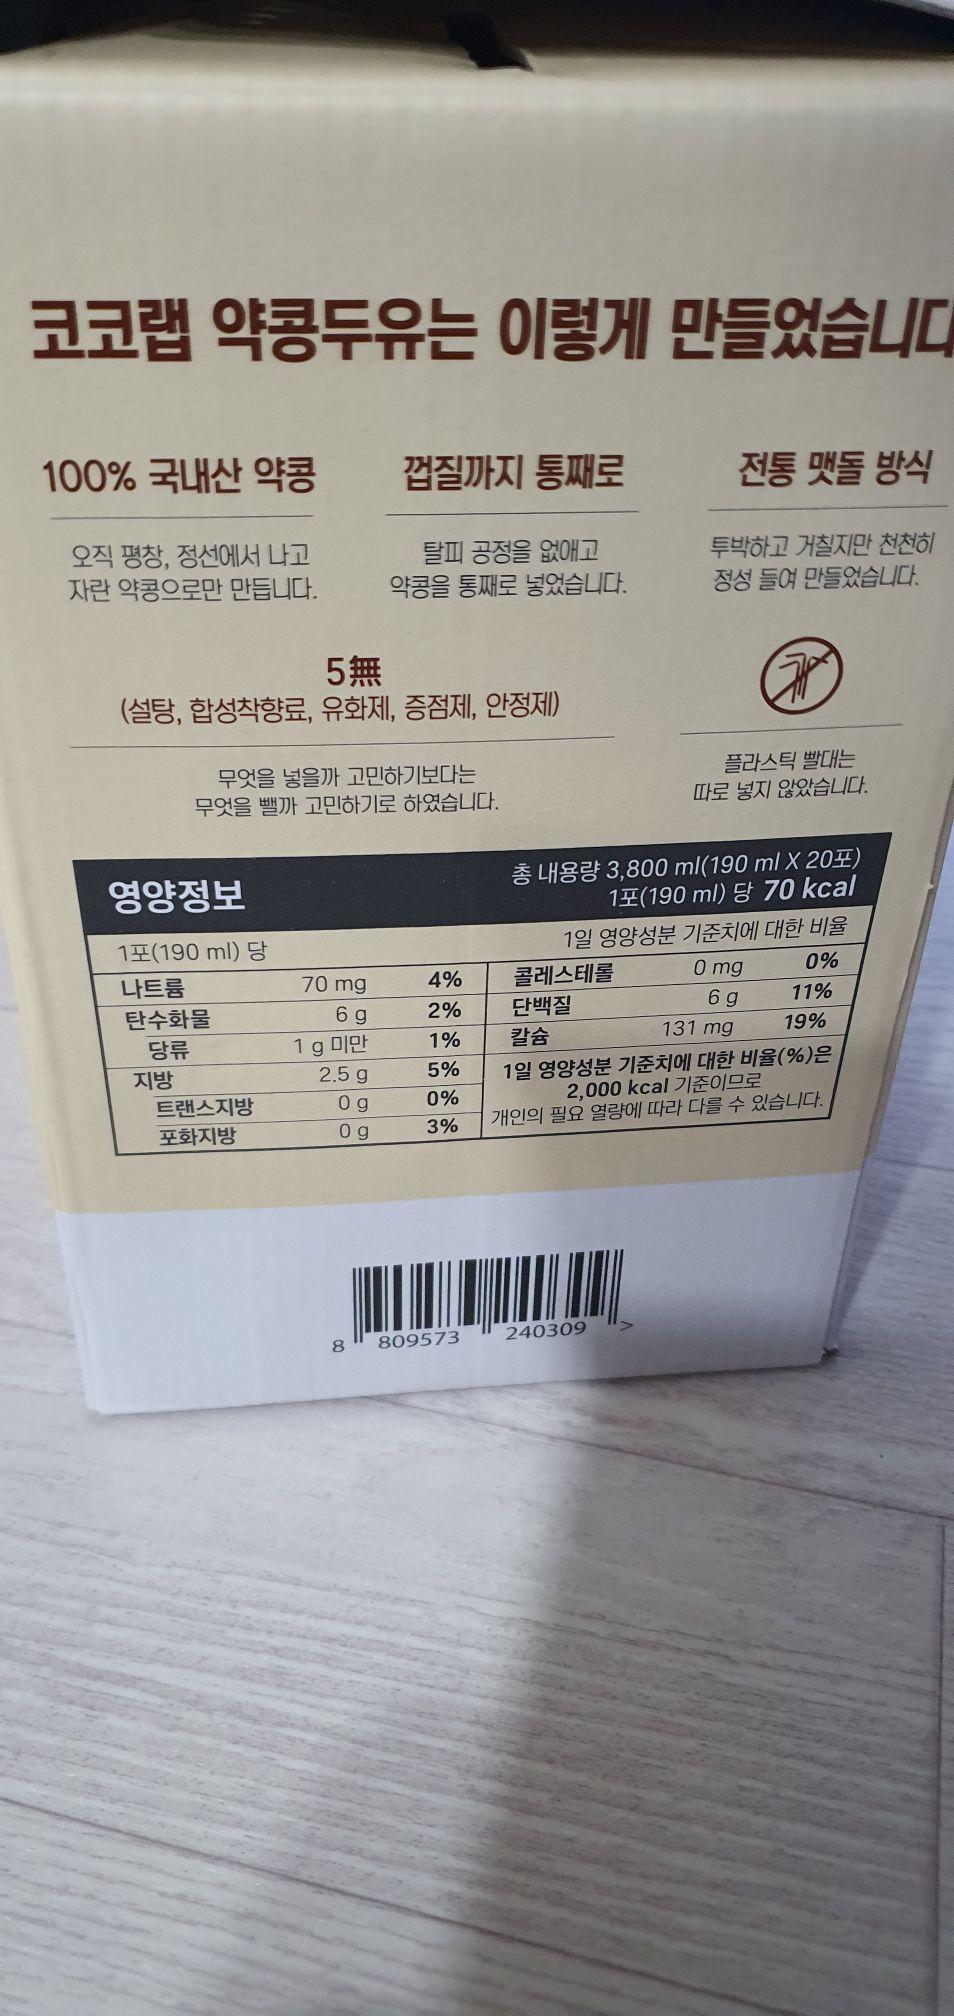 코코랩 약콩두유는 이렇게 만들었습니다
100% 국내산 약콩
오직 평창, 정선에서 나고
자란 약콩으로만 만듭니다.
껍질까지 통째로
탈피 공정을 없애고
약콩을 통째로 넣었습니다.
전통 맷돌 방식
투박하고 거칠지만 천천히
정성 들여 만들었습니다.
5無
(설탕, 합성착향료, 유화제, 증점제, 안정제)
무엇을 넣을까 고민하기보다는
무엇을 뺄까 고민하기로 하였습니다.
플라스틱 빨대는
따로 넣지 않았습니다.
영양정보
총 내용량 3,800 ml(190 ml X 20포)
1포(190 ml) 당 70 kcal
1포(190 ml) 당
1일 영양성분 기준치에 대한 비율
나트륨 70 mg 4%
탄수화물 6 g 2%
당류 1 g 미만 1%
지방 2.5 g 5%
트랜스지방 0 g 0%
포화지방 0 g 3%
콜레스테롤 0 mg 0%
단백질 6 g 11%
칼슘 131 mg 19%
1일 영양성분 기준치에 대한 비율(%)은
2,000 kcal 기준이므로
개인의 필요 열량에 따라 다를 수 있습니다.
8 809573 240309 >